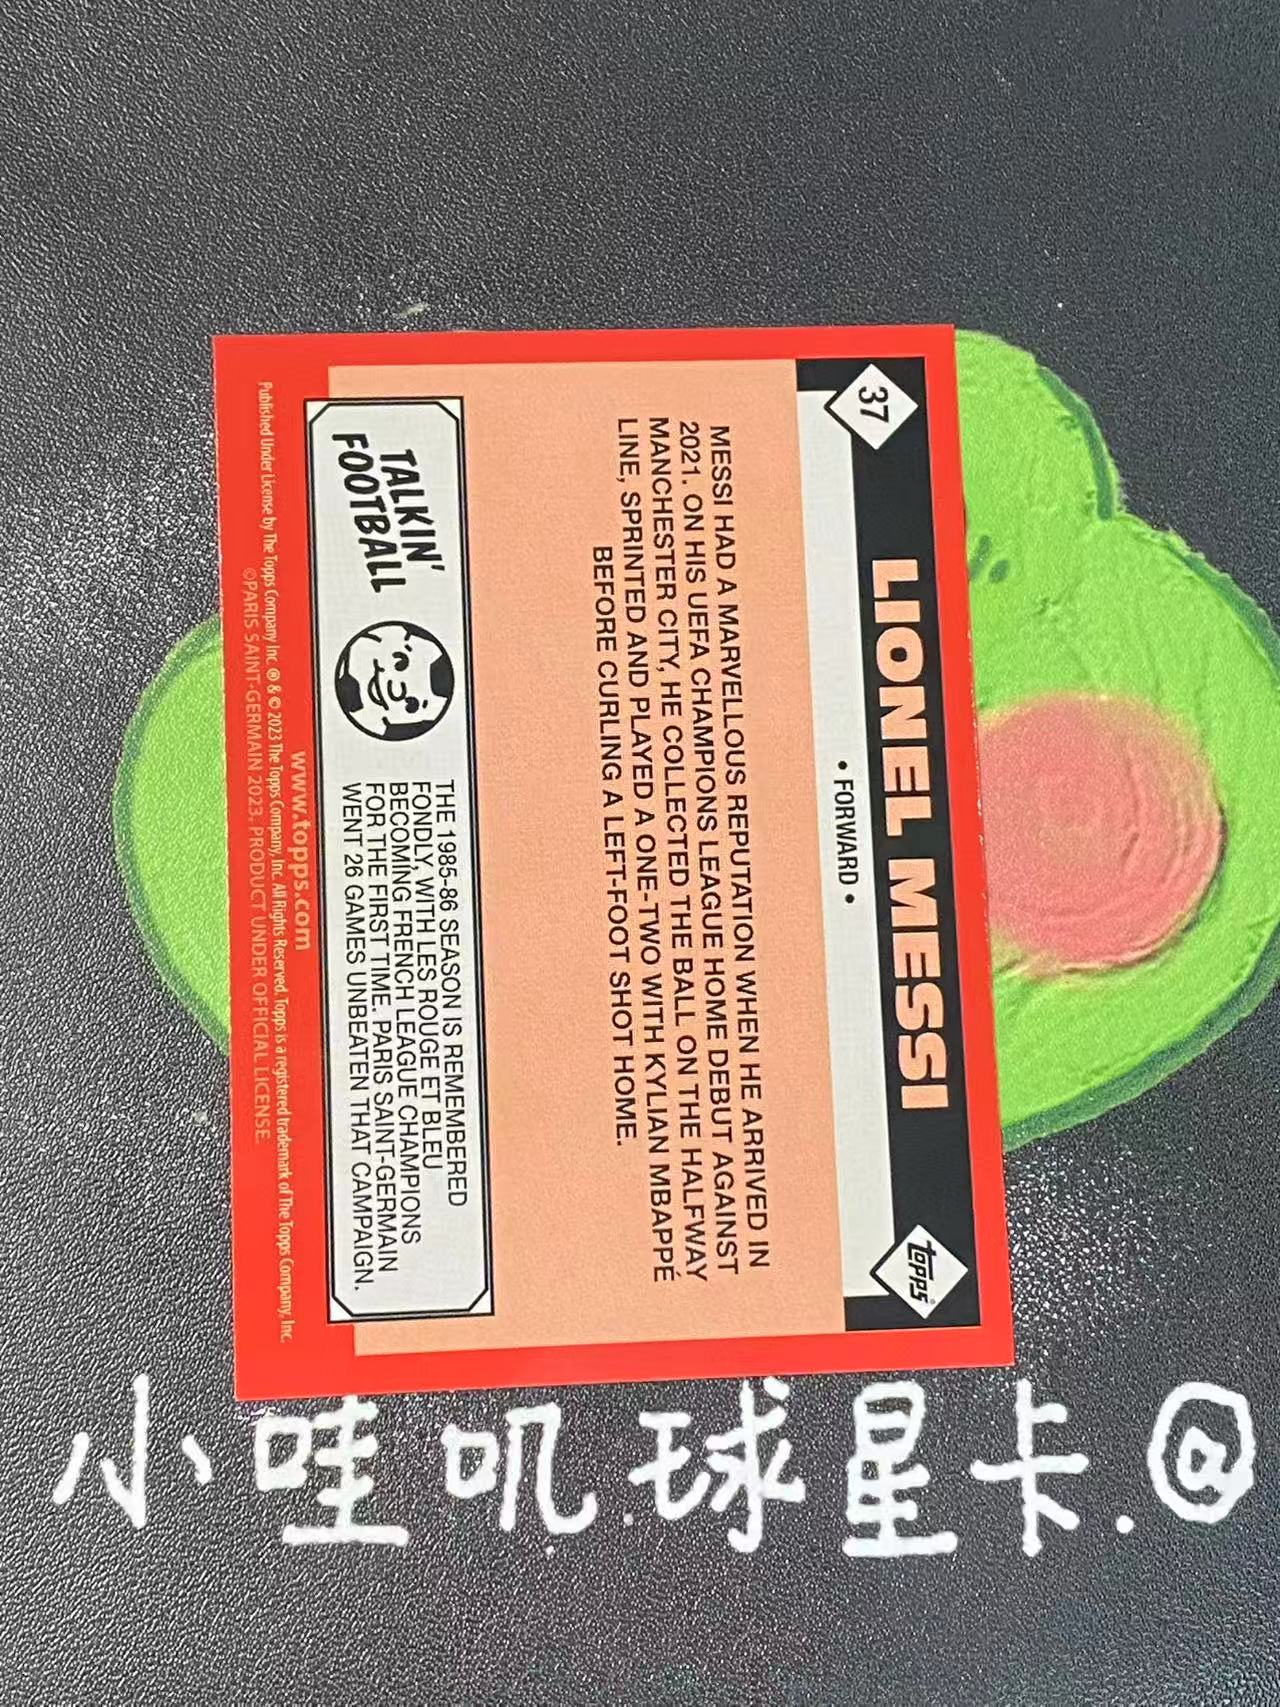 37
LIONEL MESSI
topps
• FORWARD •
MESSI HAD A MARVELLOUS REPUTATION WHEN HE ARRIVED IN
2021. ON HIS UEFA CHAMPIONS LEAGUE HOME DEBUT AGAINST
MANCHESTER CITY, HE COLLECTED THE BALL ON THE HALFWAY
LINE, SPRINTED AND PLAYED A ONE-TWO WITH KYLIAN MBAPPÉ
BEFORE CURLING A LEFT-FOOT SHOT HOME.
TALKIN'
FOOTBALL
THE 1985-86 SEASON IS REMEMBERED
FONDLY, WITH LES ROUGE ET BLEU
BECOMING FRENCH LEAGUE CHAMPIONS
FOR THE FIRST TIME. PARIS SAINT-GERMAIN
WENT 26 GAMES UNBEATEN THAT CAMPAIGN.
www.topps.com
Published Under License by The Topps Company Inc. ® & © 2023 The Topps Company, Inc. All Rights Reserved. Topps is a registered trademark of The Topps Company, Inc.
©PARIS SAINT-GERMAIN 2023. PRODUCT UNDER OFFICIAL LICENSE.
小哇叽.球星卡.@